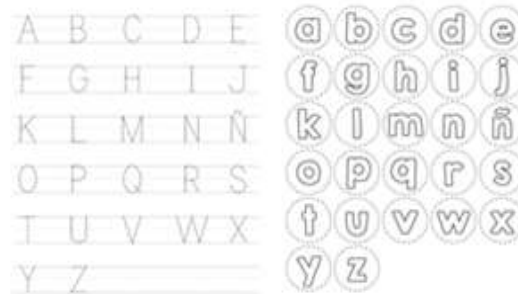 A B C D E
F G H I J
K L M N Ñ
O P Q R S
T U V W X
Y Z
a b c d e
f g h i j
k l m n ñ
o p q r s
t u v w x
y z